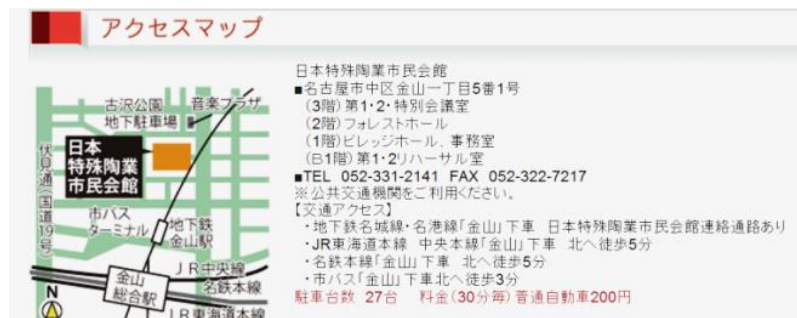 アクセスマップ
日本特殊陶業市民会館
■名古屋市中区金山一丁目5番1号
(3階)第1・2・特別会議室
(2階)フォレストホール
(1階)ビレッジホール、事務室
(B1階)第1・2リハーサル室
■TEL 052-331-2141 FAX 052-322-7217
※公共交通機関をご利用ください。
【交通アクセス】
・地下鉄名城線・名港線「金山」下車 日本特殊陶業市民会館連絡通路あり
・JR東海道本線 中央本線「金山」下車 北へ徒歩5分
・名鉄本線「金山」下車 北へ徒歩5分
・市バス「金山」下車北へ徒歩3分
駐車台数 27台 料金(30分毎)普通自動車200円
古沢公園
地下駐車場
音楽プラザ
日本
特殊陶業
市民会館
伏見通(国道19号)
市バス
ターミナル
地下鉄
金山駅
JR中央線
名鉄本線
金山
総合駅
JR東海道本線
N